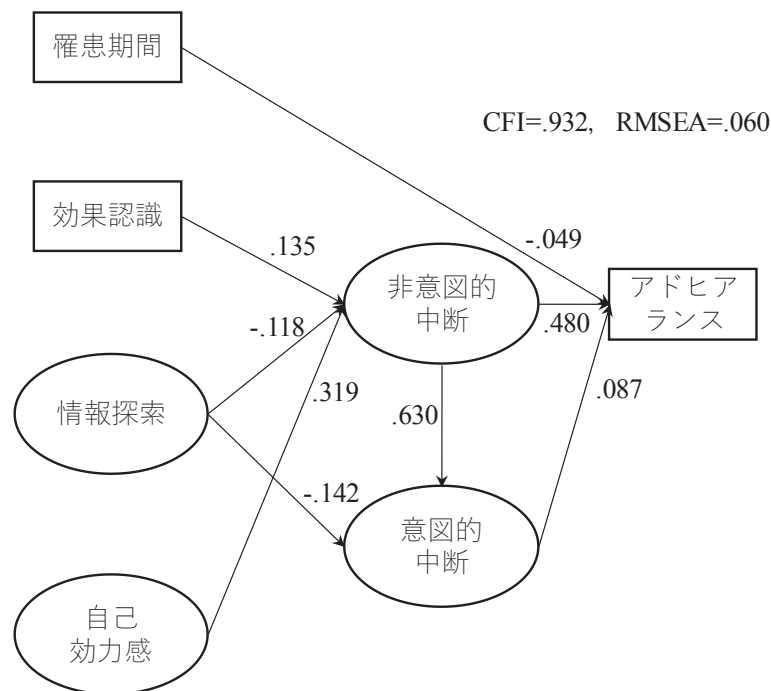 罹患期間
CFI=.932, RMSEA=.060
効果認識
.135
-.049
非意図的
中断
アドヒア
ランス
-.118
.480
情報探索
.319
.630
.087
-.142
意図的
中断
自己
効力感